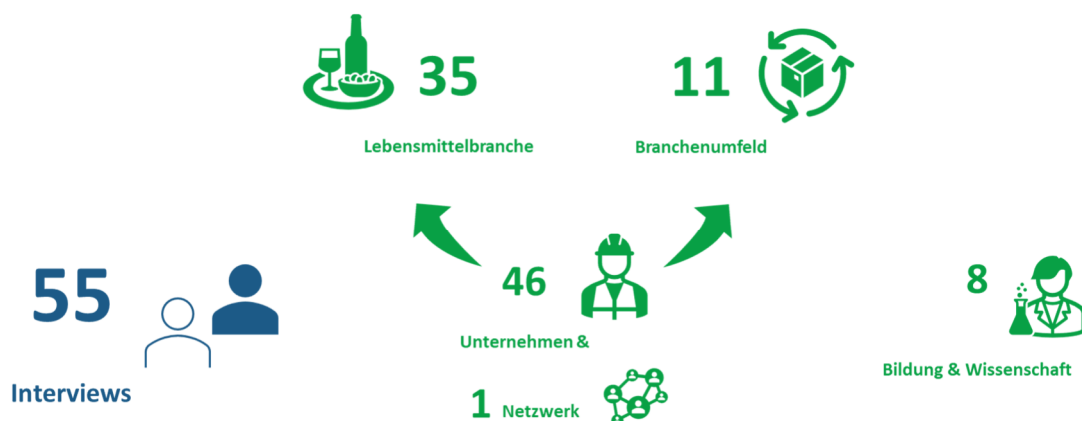 35
Lebensmittelbranche
11
Branchenumfeld
55
Interviews
46
Unternehmen &
1 Netzwerk
8
Bildung & Wissenschaft